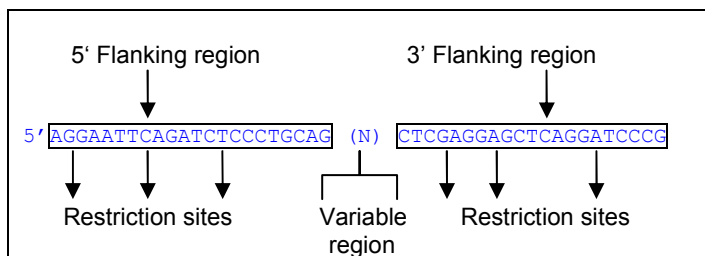 5‘ Flanking region 3’ Flanking region
5’AGGAATTCAGATCTCCCTGCAG (N) CTCGAGGAGCTCAGGATCCCG
Restriction sites Variable region Restriction sites